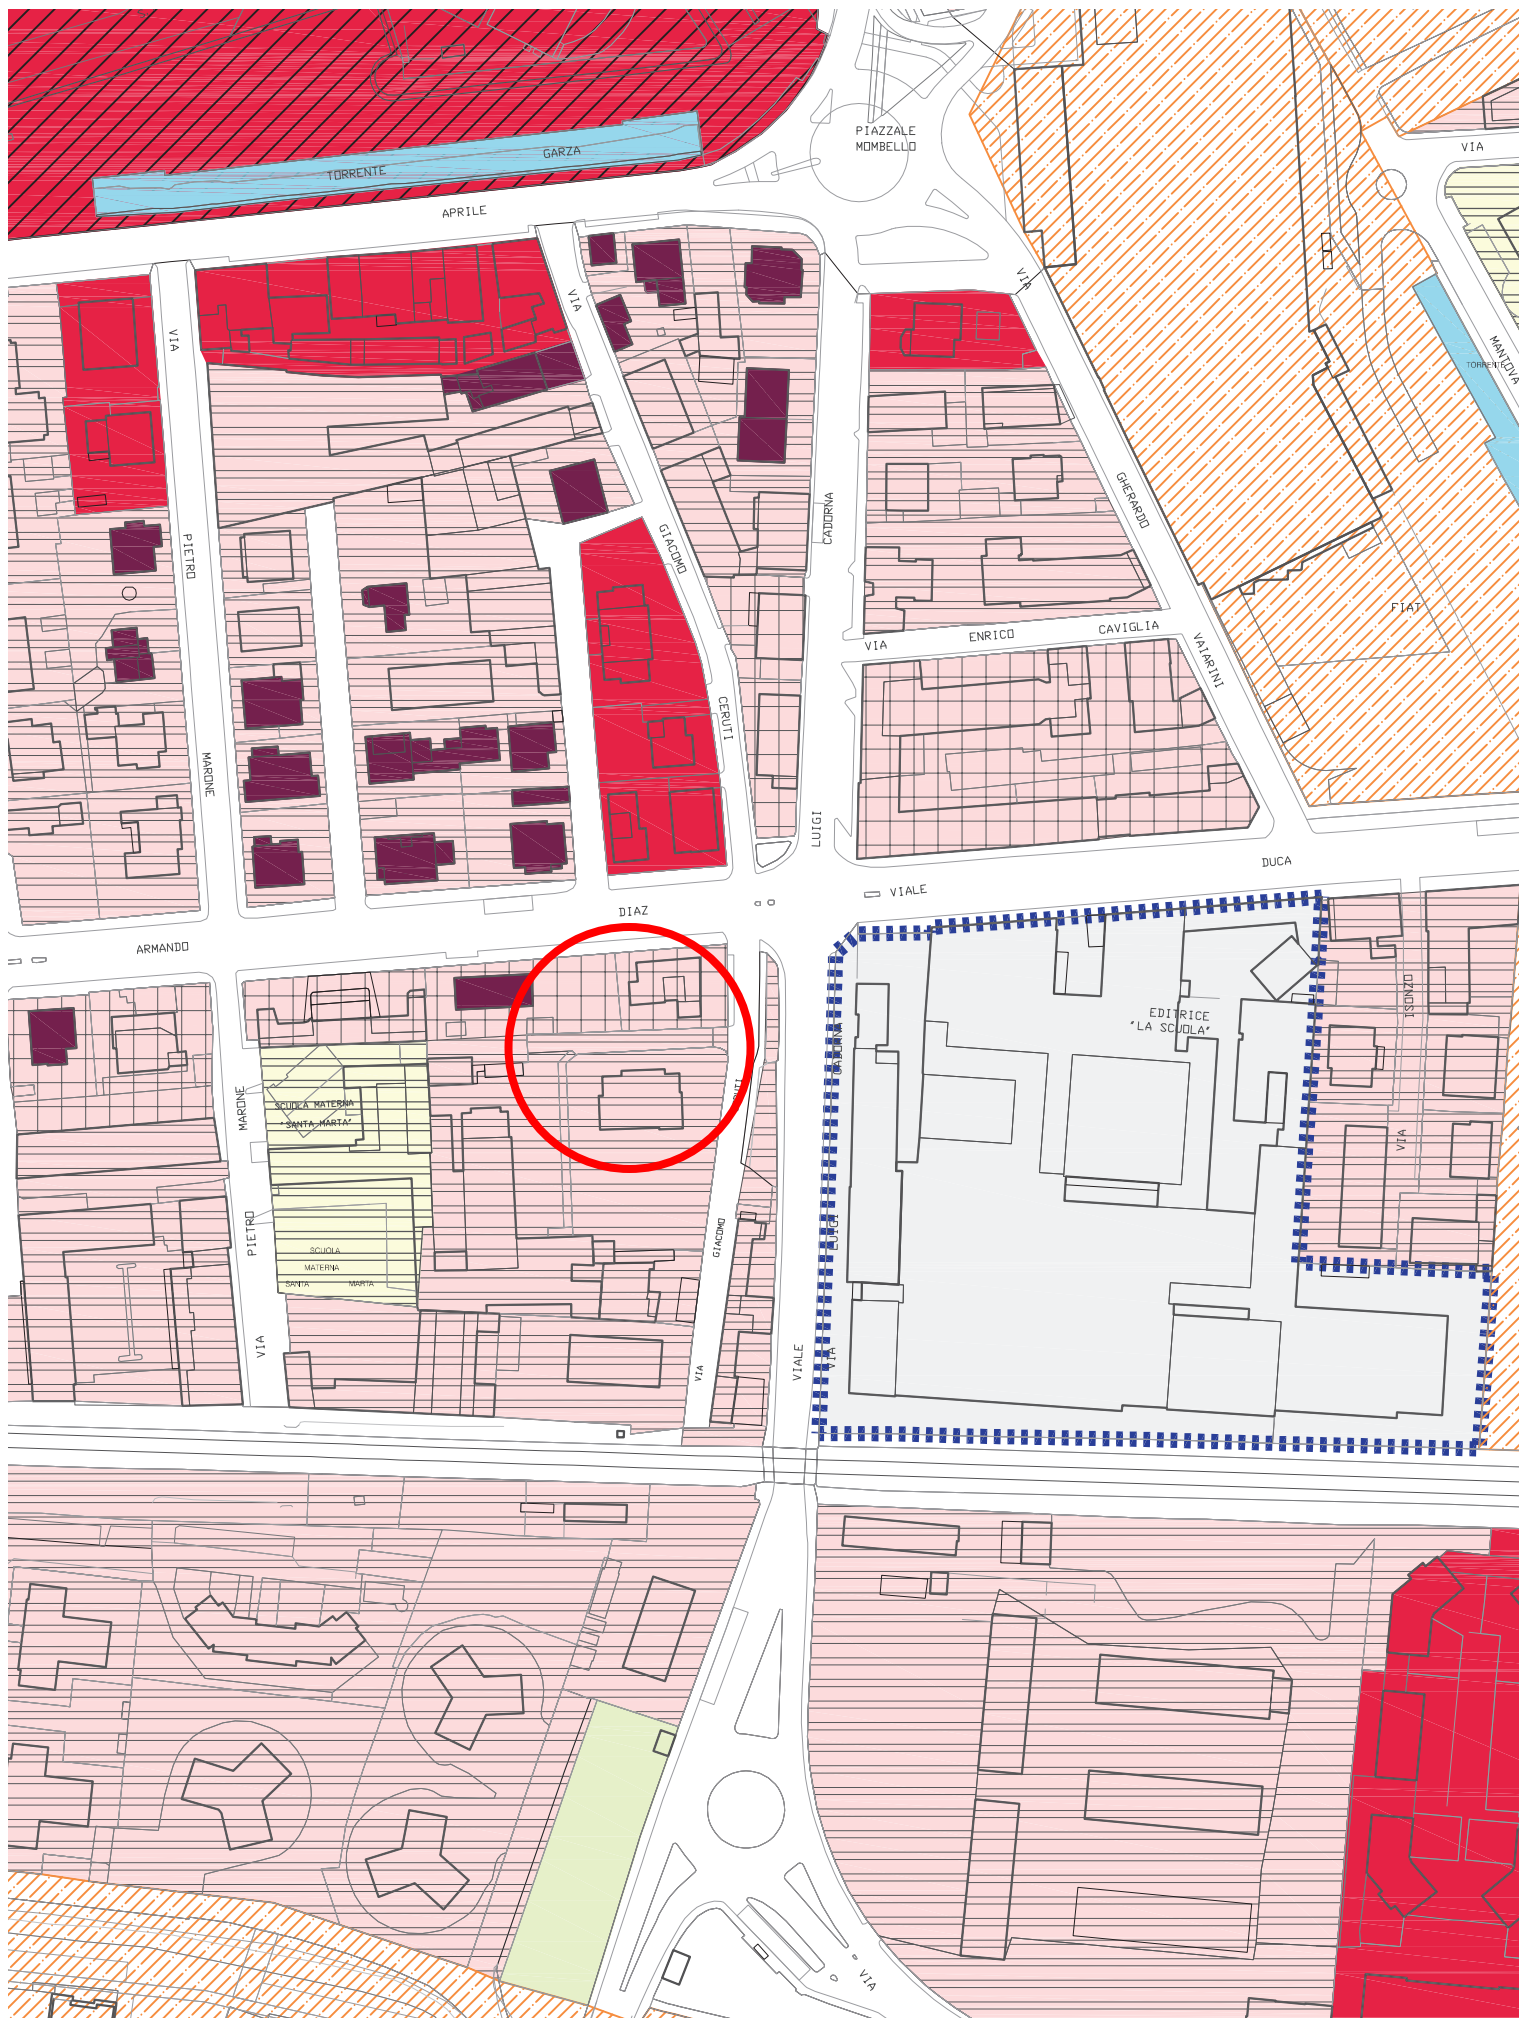 GARZA
TORRENTE
PIAZZALE
MOMBELLO
VIA
APRILE
VIA
VIA
VIA
MANTOVA
TORRENTE
GHERARDO
CADORNA
PIETRO
GIACOMO
FIAT
VIA
ENRICO
CAVIGLIA
VAIARINI
CERUTI
MARONE
LUIGI
DUCA
VIALE
DIAZ
ARMANDO
ISONZO
EDITRICE
"LA SCUOLA"
CADORNA
MARONE
SCUOLA MATERNA
"SANTA MARTA"
VIA
PIETRO
GIACOMO
LUIGI
SCUOLA
MATERNA
SANTA
MARTA
VIA
VIALE
VIA
VIA
VIA